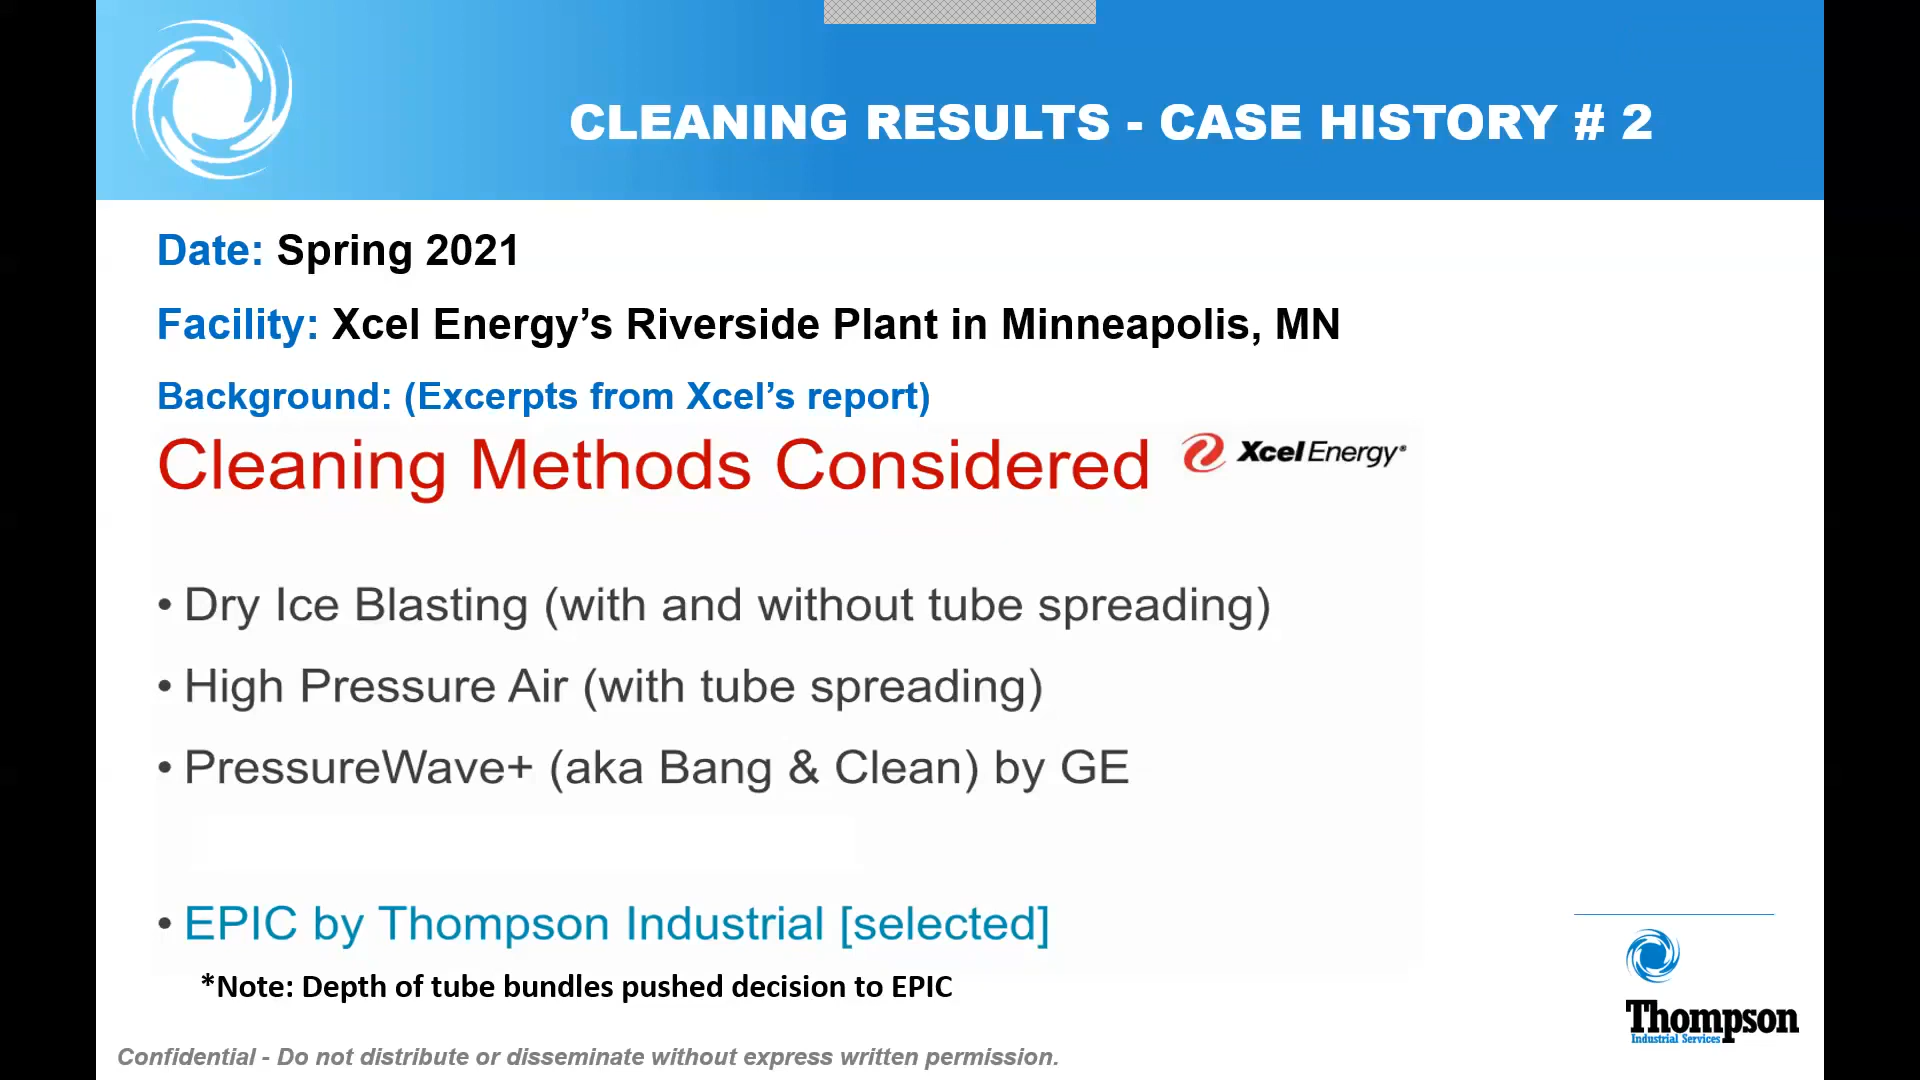 CLEANING RESULTS - CASE HISTORY # 2
Date: Spring 2021
Facility: Xcel Energy’s Riverside Plant in Minneapolis, MN
Background: (Excerpts from Xcel’s report)
Cleaning Methods Considered
Xcel Energy®
• Dry Ice Blasting (with and without tube spreading)
• High Pressure Air (with tube spreading)
• PressureWave+ (aka Bang & Clean) by GE
• EPIC by Thompson Industrial [selected]
*Note: Depth of tube bundles pushed decision to EPIC
Thompson
Industrial Services
Confidential - Do not distribute or disseminate without express written permission.